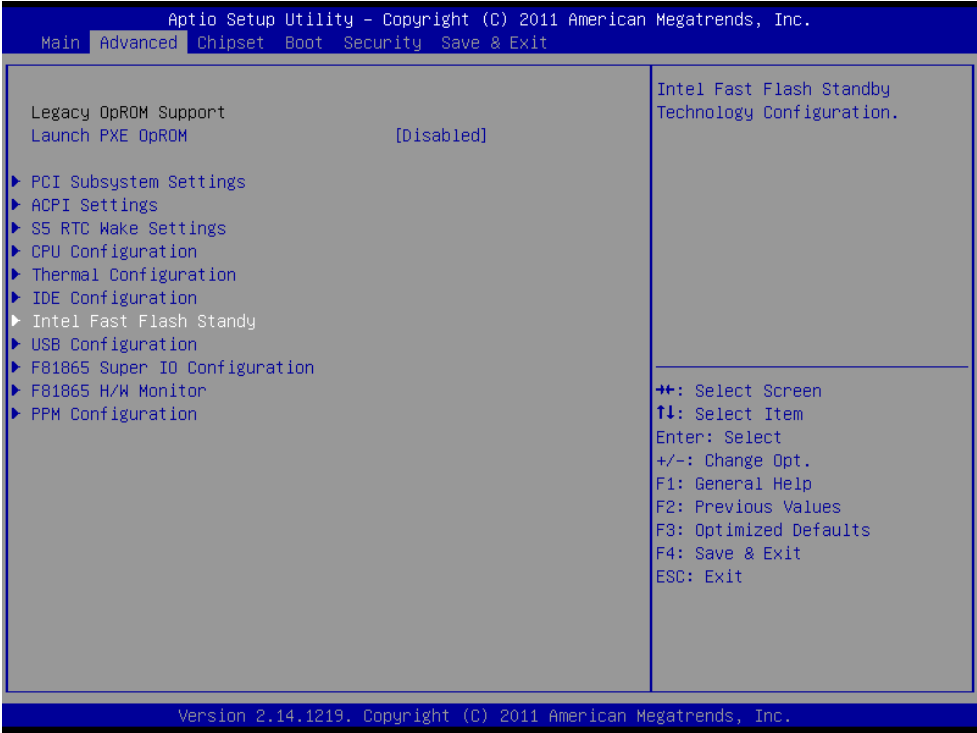 Aptio Setup Utility – Copyright (C) 2011 American Megatrends, Inc.
Main Advanced Chipset Boot Security Save & Exit
Legacy OpROM Support
Launch PXE OpROM [Disabled]
PCI Subsystem Settings
ACPI Settings
S5 RTC Wake Settings
CPU Configuration
Thermal Configuration
IDE Configuration
Intel Fast Flash Standy
USB Configuration
F81865 Super IO Configuration
F81865 H/W Monitor
PPM Configuration
Intel Fast Flash Standby
Technology Configuration.
→←: Select Screen
↑↓: Select Item
Enter: Select
+/-: Change Opt.
F1: General Help
F2: Previous Values
F3: Optimized Defaults
F4: Save & Exit
ESC: Exit
Version 2.14.1219. Copyright (C) 2011 American Megatrends, Inc.